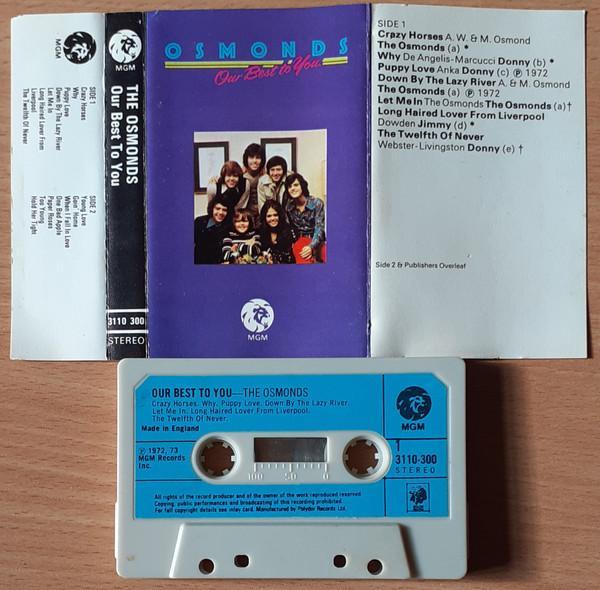 MGM
SIDE 1
Crazy Horses
Why
Puppy Love
Down By The Lazy River
Let Me In
Long Haired Lover From
Liverpool
The Twelfth Of Never
SIDE 2
Young Love
Goin' Home
When I Fall In Love
One Bad Apple
Paper Roses
Too Young
Hold Her Tight
MGM
THE OSMONDS
Our Best To You
3110 300
STEREO
OSMONDS
Our Best to You
MGM
SIDE 1
Crazy Horses A. W. & M. Osmond
The Osmonds (a) *
Why De Angelis-Marcucci Donny (b) *
Puppy Love Anka Donny (c) ℗ 1972
Down By The Lazy River A. & M. Osmond
The Osmonds (a) ℗ 1972
Let Me In The Osmonds The Osmonds (a) †
Long Haired Lover From Liverpool
Dowden Jimmy (d) *
The Twelfth Of Never
Webster-Livingston Donny (e) †
Side 2 & Publishers Overleaf
OUR BEST TO YOU—THE OSMONDS
Crazy Horses. Why. Puppy Love. Down By The Lazy River.
Let Me In. Long Haired Lover From Liverpool.
The Twelfth Of Never.
Made in England
℗ 1972, 73
MGM Records
Inc.
100 50 0
MGM
1
3110-300
STEREO
All rights of the record producer and of the owner of the work reproduced reserved
Copying, public performances and broadcasting of this recording prohibited.
For full copyright details see inlay card. Manufactured by Polydor Records Ltd.